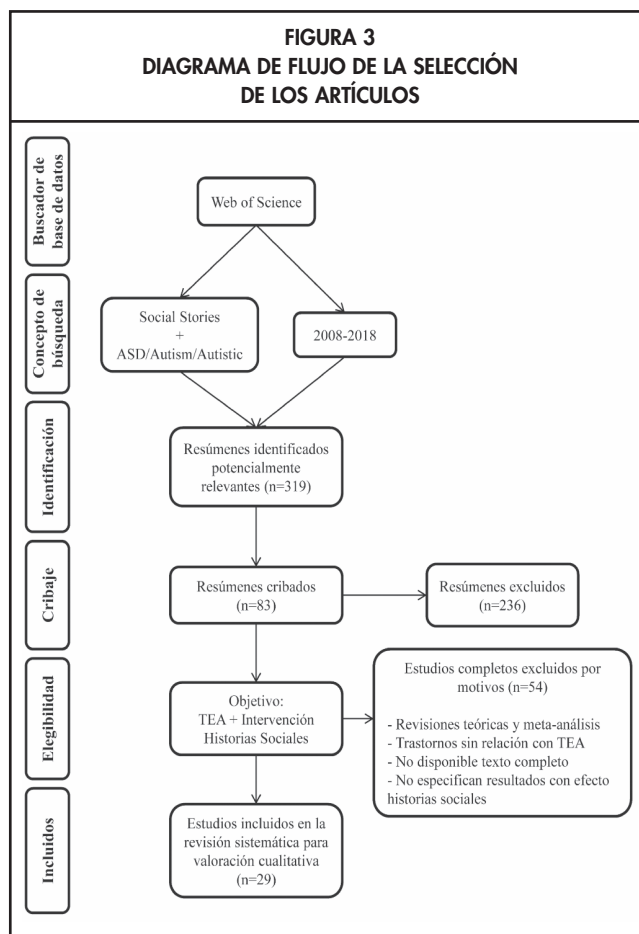 FIGURA 3
DIAGRAMA DE FLUJO DE LA SELECCIÓN
DE LOS ARTÍCULOS
Buscador de
base de datos
Web of Science
Concepto de
búsqueda
Social Stories
+
ASD/Autism/Autistic
2008-2018
Identificación
Resúmenes identificados
potencialmente
relevantes (n=319)
Cribaje
Resúmenes cribados
(n=83)
Resúmenes excluidos
(n=236)
Elegibilidad
Objetivo:
TEA + Intervención
Historias Sociales
Estudios completos excluidos por
motivos (n=54)
- Revisiones teóricas y meta-análisis
- Trastornos sin relación con TEA
- No disponible texto completo
- No especifican resultados con efecto
historias sociales
Incluidos
Estudios incluidos en la
revisión sistemática para
valoración cualitativa
(n=29)